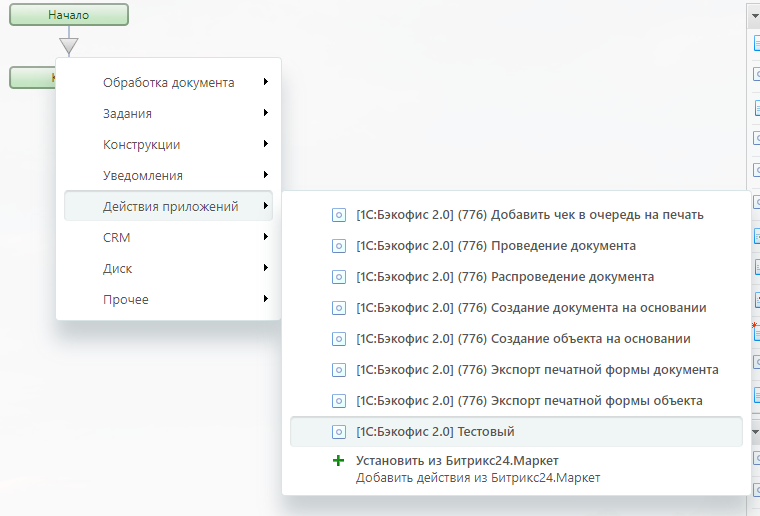 Начало
Обработка документа
Задания
Конструкции
Уведомления
Действия приложений
CRM
Диск
Прочее
[1С:Бэкофис 2.0] (776) Добавить чек в очередь на печать
[1С:Бэкофис 2.0] (776) Проведение документа
[1С:Бэкофис 2.0] (776) Распроведение документа
[1С:Бэкофис 2.0] (776) Создание документа на основании
[1С:Бэкофис 2.0] (776) Создание объекта на основании
[1С:Бэкофис 2.0] (776) Экспорт печатной формы документа
[1С:Бэкофис 2.0] (776) Экспорт печатной формы объекта
[1С:Бэкофис 2.0] Тестовый
Установить из Битрикс24.Маркет
Добавить действия из Битрикс24.Маркет